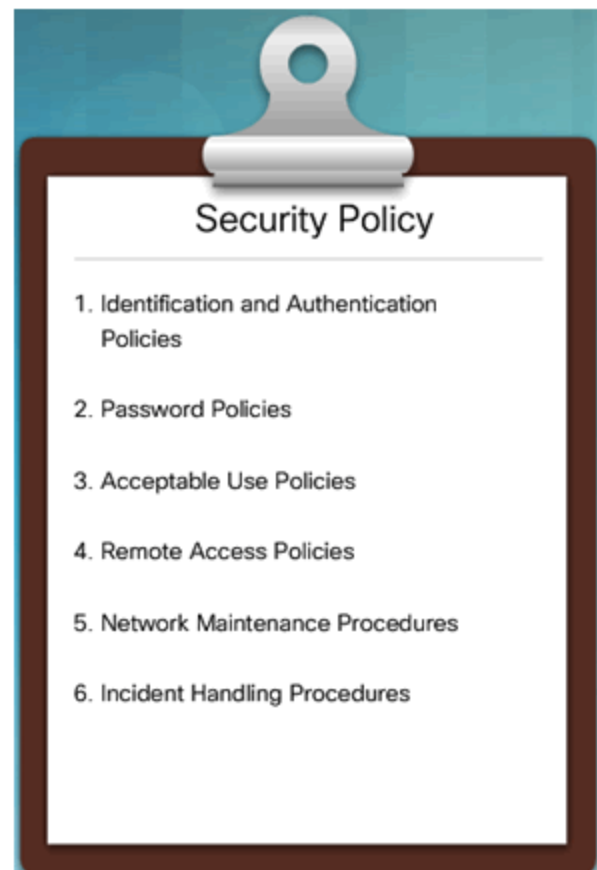 Security Policy
1. Identification and Authentication
Policies
2. Password Policies
3. Acceptable Use Policies
4. Remote Access Policies
5. Network Maintenance Procedures
6. Incident Handling Procedures